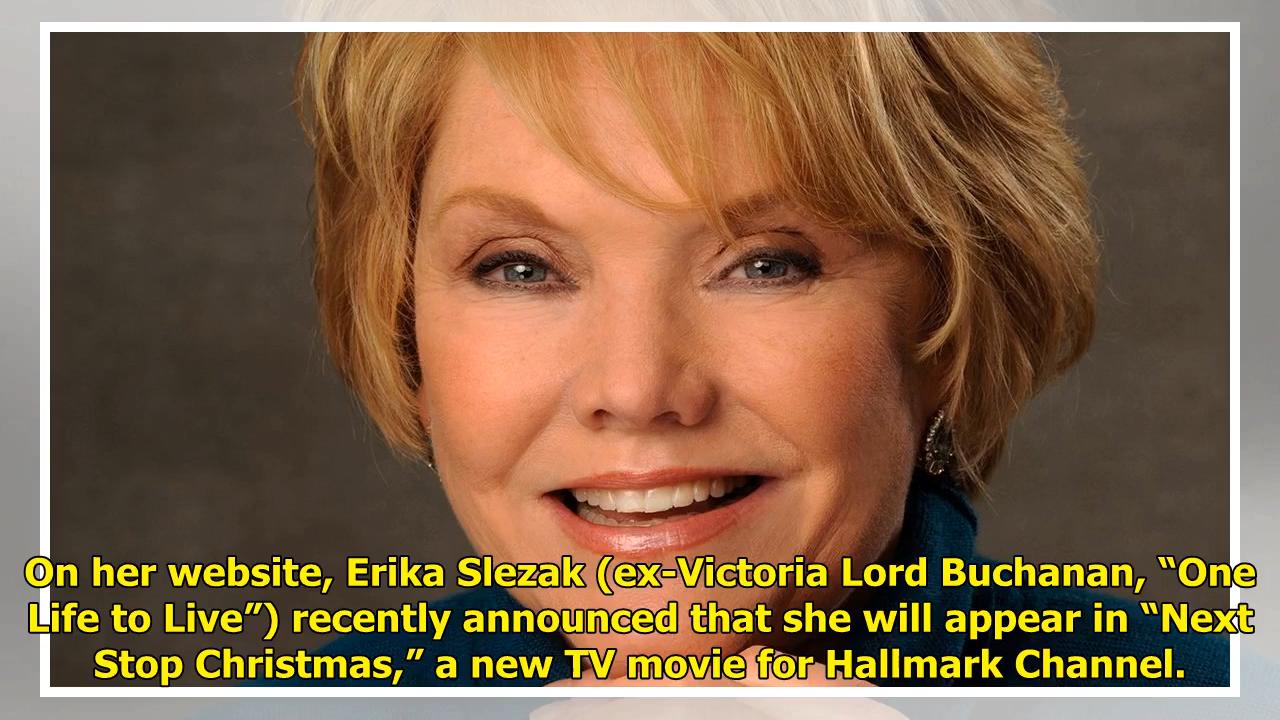 On her website, Erika Slezak (ex-Victoria Lord Buchanan, “One
Life to Live”) recently announced that she will appear in “Next
Stop Christmas,” a new TV movie for Hallmark Channel.